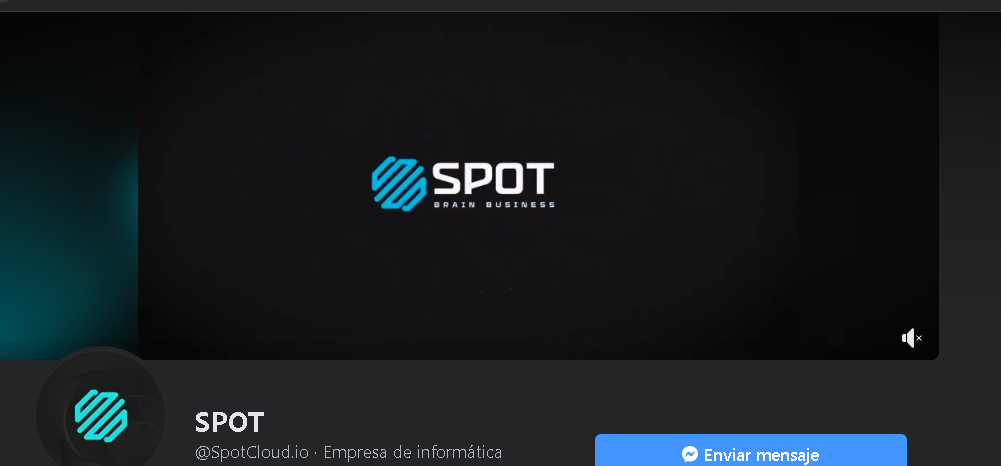 SPOT
BRAIN BUSINESS
SPOT
@SpotCloud.io · Empresa de informática
Enviar mensaje